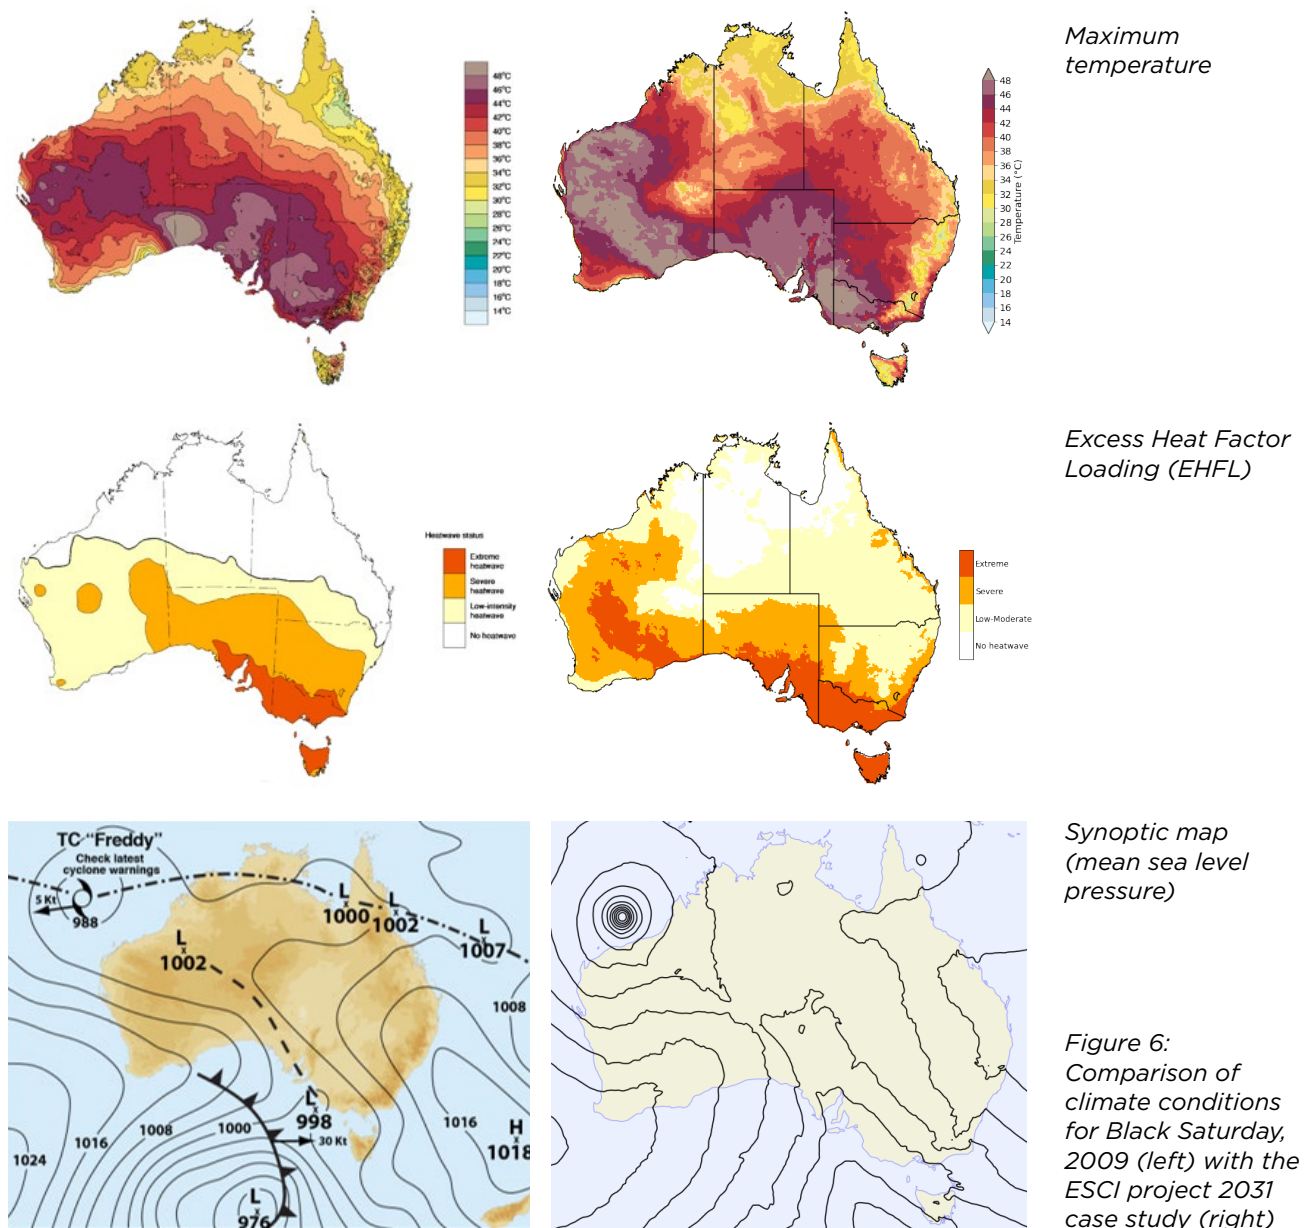 Maximum
temperature
48°C
46°C
44°C
42°C
40°C
38°C
36°C
34°C
32°C
30°C
28°C
26°C
24°C
22°C
20°C
18°C
16°C
14°C
48
46
44
42
40
38
36
34
32
30
28
26
24
22
20
18
16
14
Temperature (°C)
Excess Heat Factor
Loading (EHFL)
Heatwave status
Extreme
heatwave
Severe
heatwave
Low-intensity
heatwave
No heatwave
Extreme
Severe
Low-Moderate
No heatwave
Synoptic map
(mean sea level
pressure)
TC "Freddy"
Check latest
cyclone warnings
5 Kt
988
L
x
1000
L
x
1002
L
x
1007
L
x
1002
1008
L
x
998
30 Kt
1016
H
x
1018
1016
1008
1000
1024
L
x
976
Figure 6:
Comparison of
climate conditions
for Black Saturday,
2009 (left) with the
ESCI project 2031
case study (right)